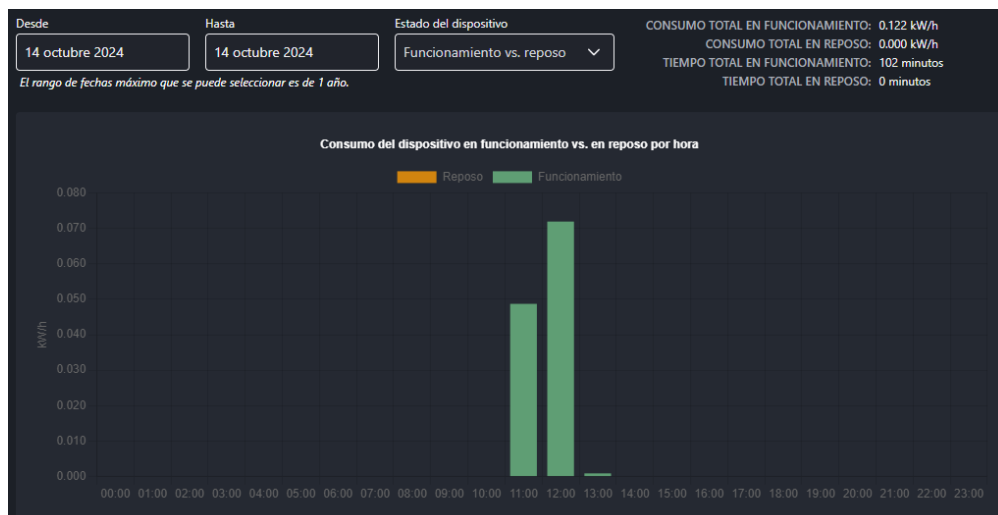 Desde
14 octubre 2024
Hasta
14 octubre 2024
Estado del dispositivo
Funcionamiento vs. reposo
El rango de fechas máximo que se puede seleccionar es de 1 año.
CONSUMO TOTAL EN FUNCIONAMIENTO: 0.122 kW/h
CONSUMO TOTAL EN REPOSO: 0.000 kW/h
TIEMPO TOTAL EN FUNCIONAMIENTO: 102 minutos
TIEMPO TOTAL EN REPOSO: 0 minutos
Consumo del dispositivo en funcionamiento vs. en reposo por hora
Reposo Funcionamiento
kW/h
0.080
0.070
0.060
0.050
0.040
0.030
0.020
0.010
0.000
00:00 01:00 02:00 03:00 04:00 05:00 06:00 07:00 08:00 09:00 10:00 11:00 12:00 13:00 14:00 15:00 16:00 17:00 18:00 19:00 20:00 21:00 22:00 23:00